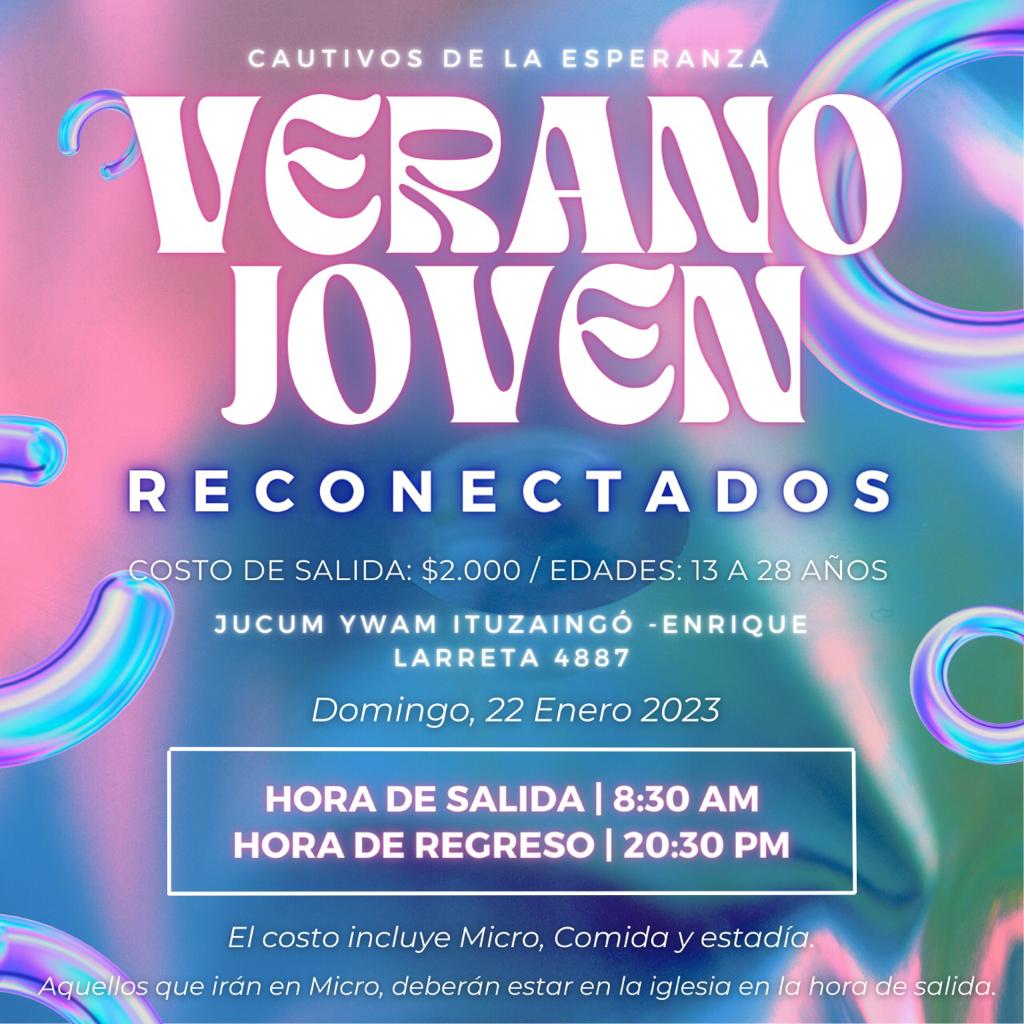 CAUTIVOS DE LA ESPERANZA
VERANO
JOVEN
RECONECTADOS
COSTO DE SALIDA: $2.000 / EDADES: 13 A 28 AÑOS
JUCUM YWAM ITUZAINGÓ -ENRIQUE
LARRETA 4887
Domingo, 22 Enero 2023
HORA DE SALIDA | 8:30 AM
HORA DE REGRESO | 20:30 PM
El costo incluye Micro, Comida y estadía.
Aquellos que irán en Micro, deberán estar en la iglesia en la hora de salida.